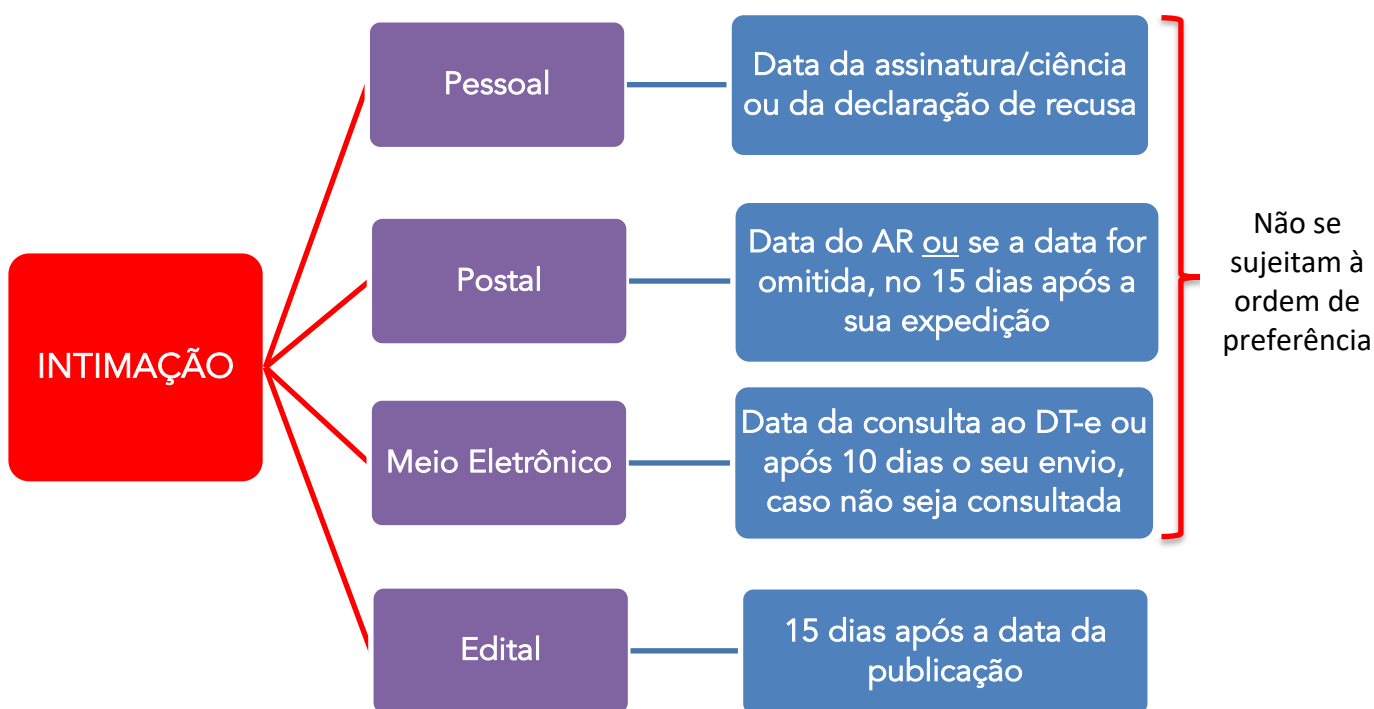 INTIMAÇÃO
Pessoal
Data da assinatura/ciência
ou da declaração de recusa
Postal
Data do AR ou se a data for
omitida, no 15 dias após a
sua expedição
Meio Eletrônico
Data da consulta ao DT-e ou
após 10 dias o seu envio,
caso não seja consultada
Edital
15 dias após a data da
publicação
Não se
sujeitam à
ordem de
preferência